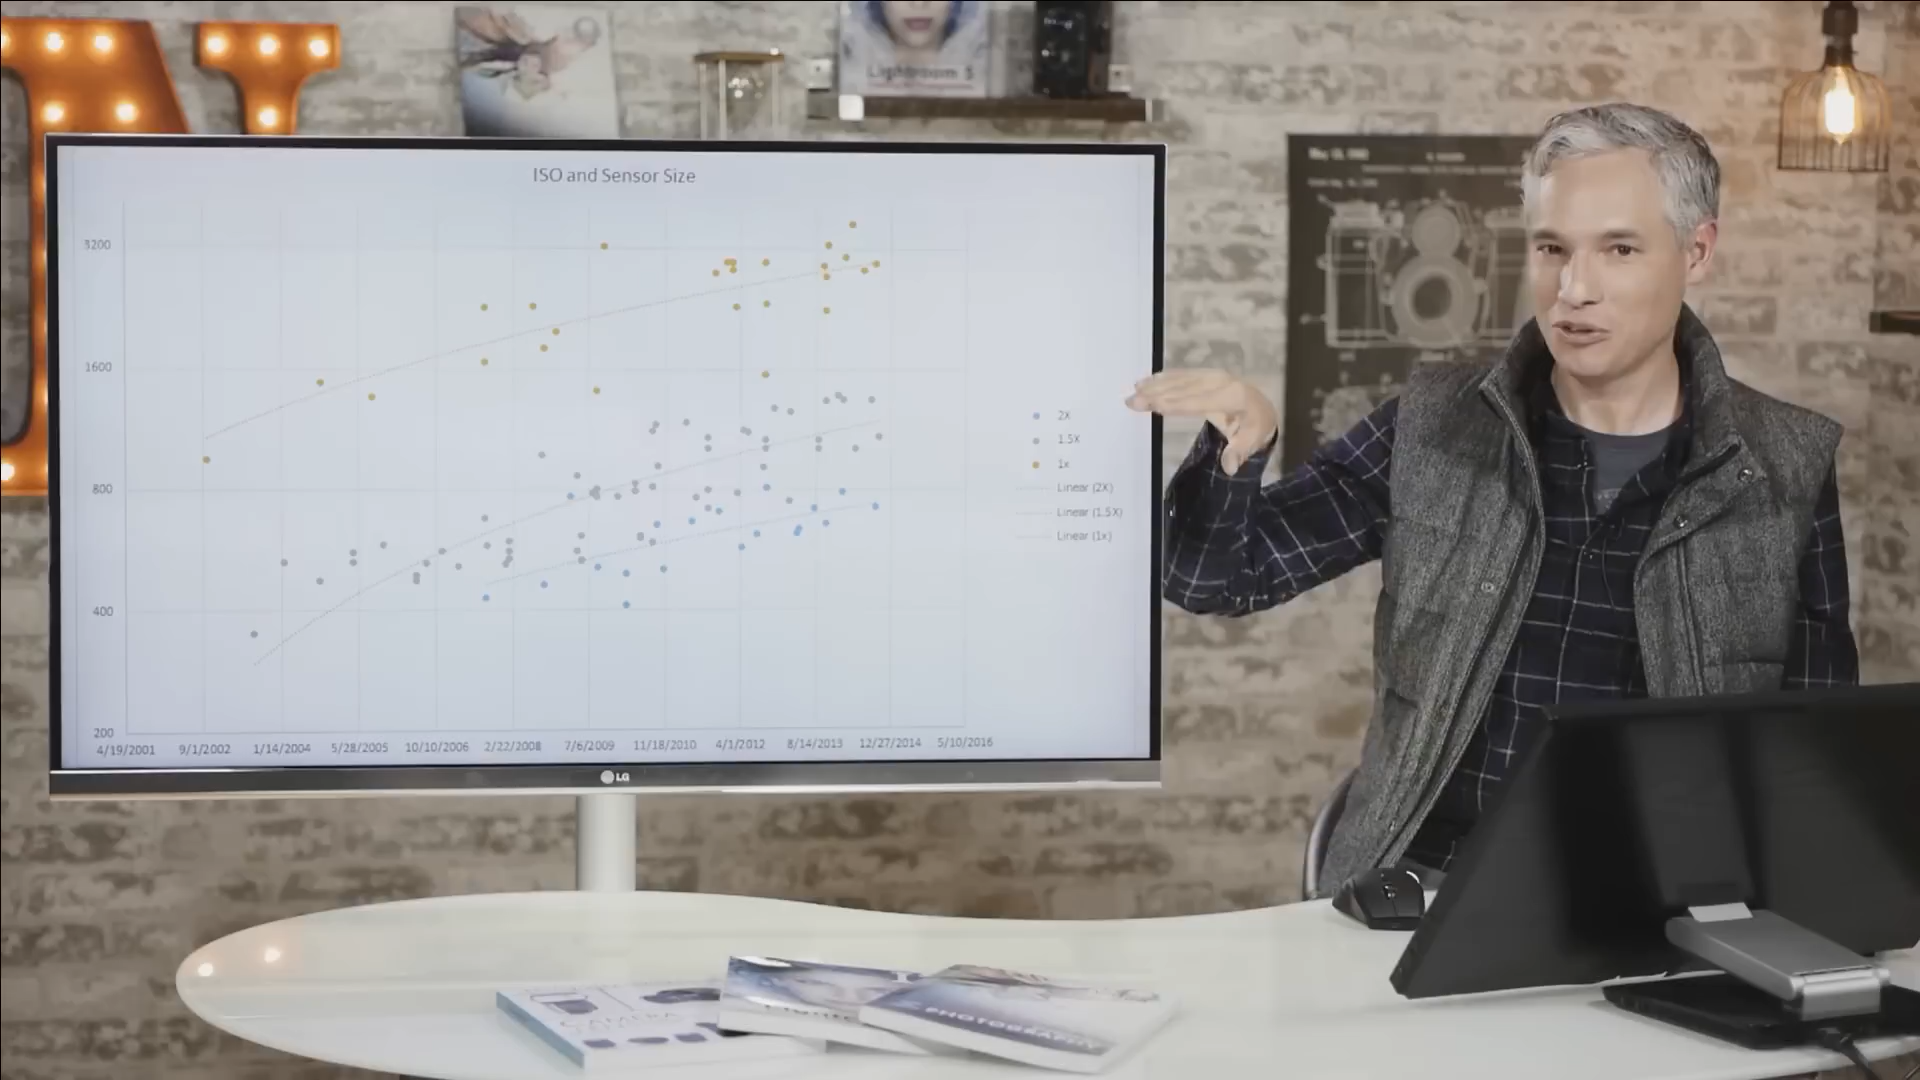 Lightroom 5
ISO and Sensor Size
3200
1600
800
400
200
4/19/2001 9/1/2002 1/14/2004 5/28/2005 10/10/2006 2/22/2008 7/6/2009 11/18/2010 4/1/2012 8/14/2013 12/27/2014 5/10/2016
2X
1.5X
1x
Linear (2X)
Linear (1.5X)
Linear (1x)
LG
CAMERA
PHOTOGRAPHY